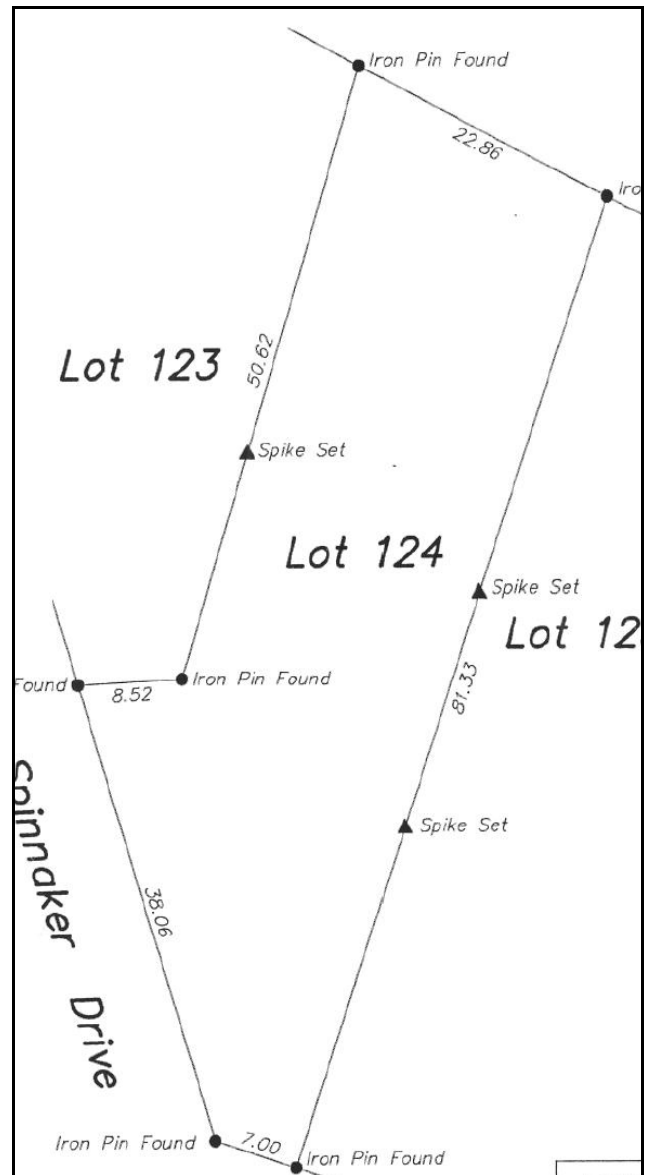 Iron Pin Found
22.86
Iro
Lot 123
50.62
Spike Set
Lot 124
Spike Set
Lot 12
Found
8.52
Iron Pin Found
81.33
Spinnaker Drive
38.06
Spike Set
Iron Pin Found
7.00
Iron Pin Found